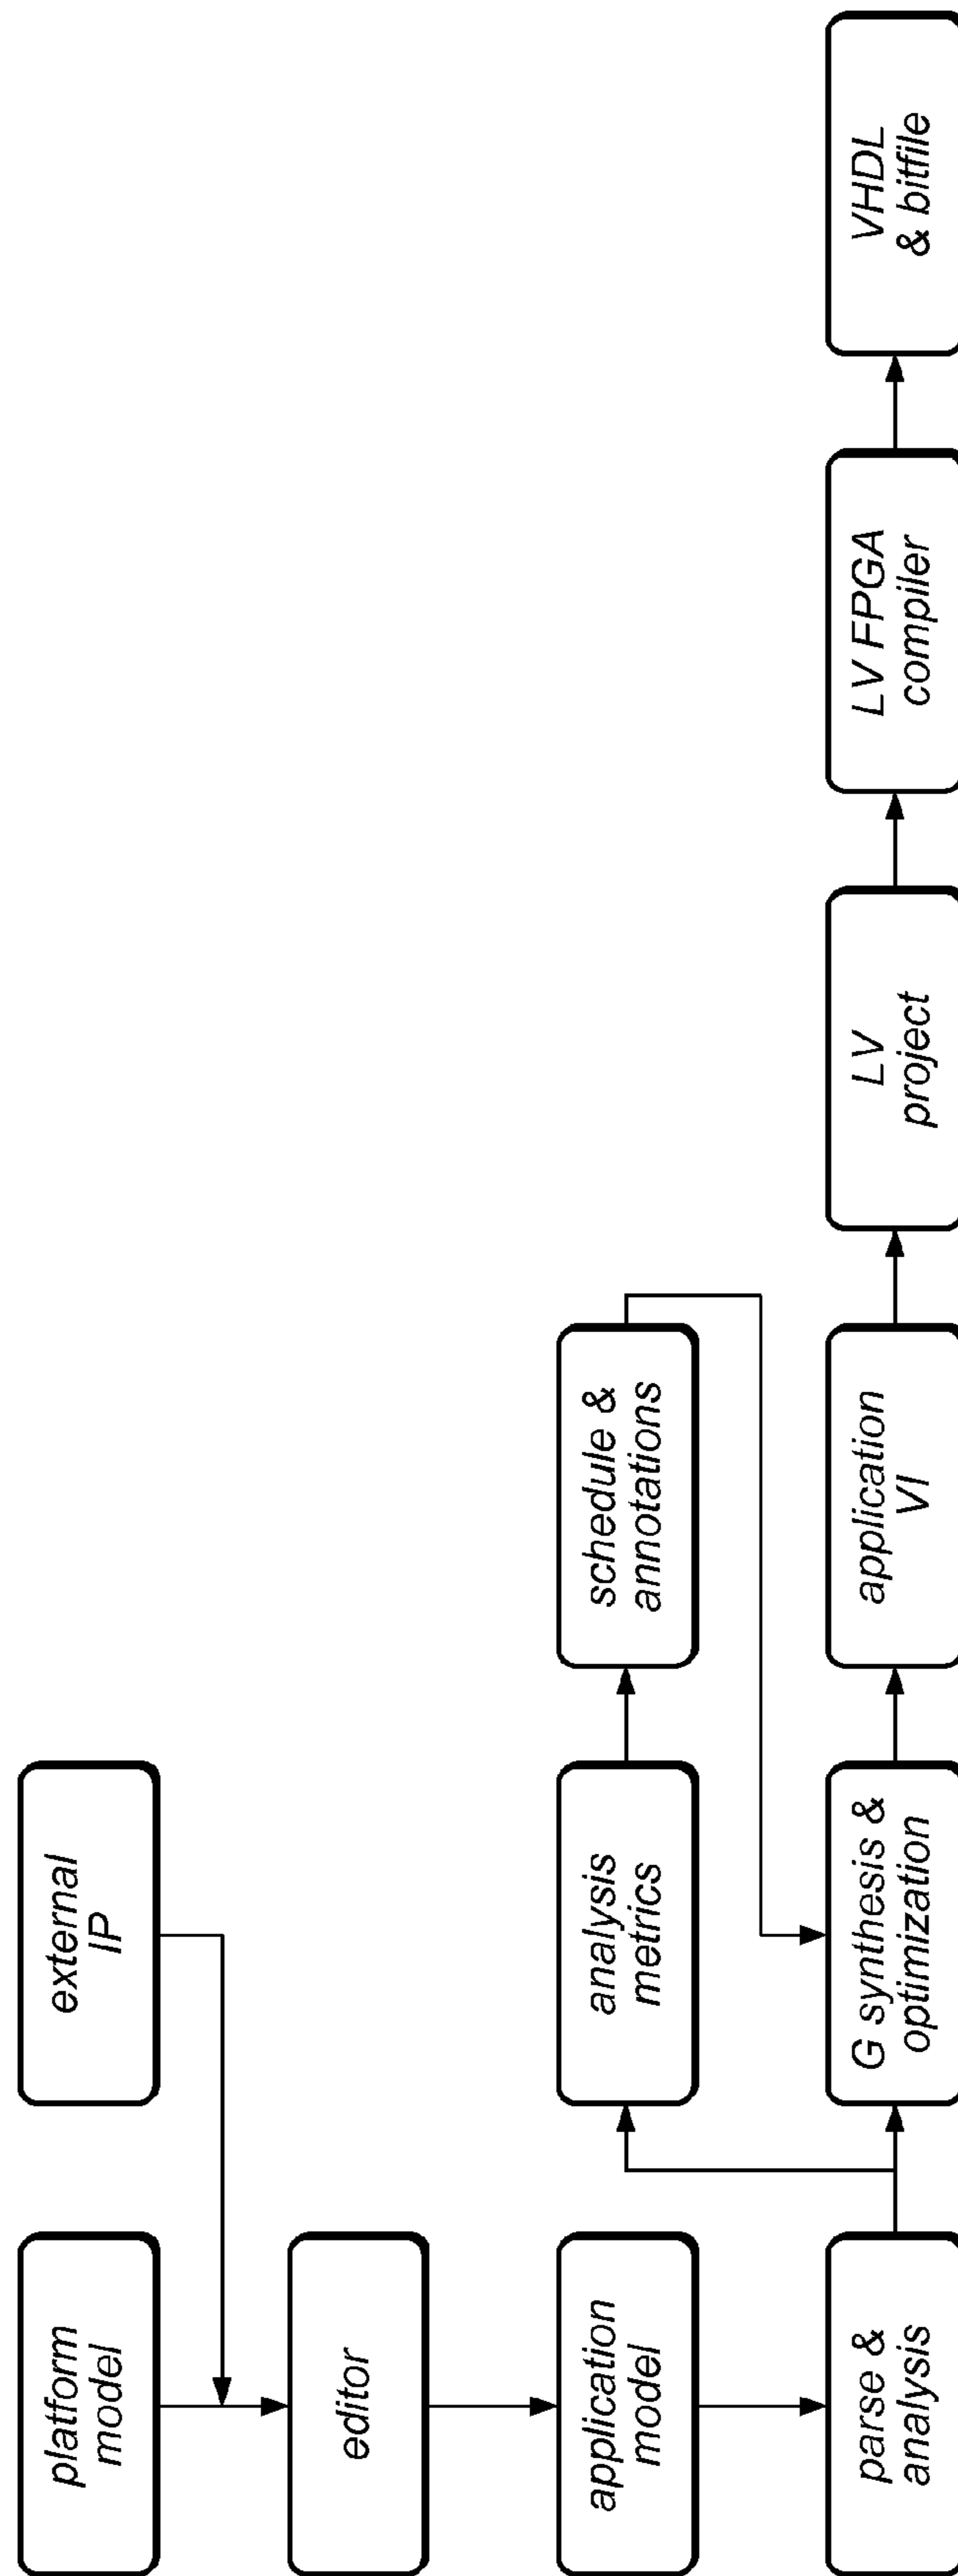 platform
model
external
IP
editor
application
model
analysis
metrics
schedule &
annotations
parse &
analysis
G synthesis &
optimization
application
VI
LV
project
LV FPGA
compiler
VHDL
& bitfile